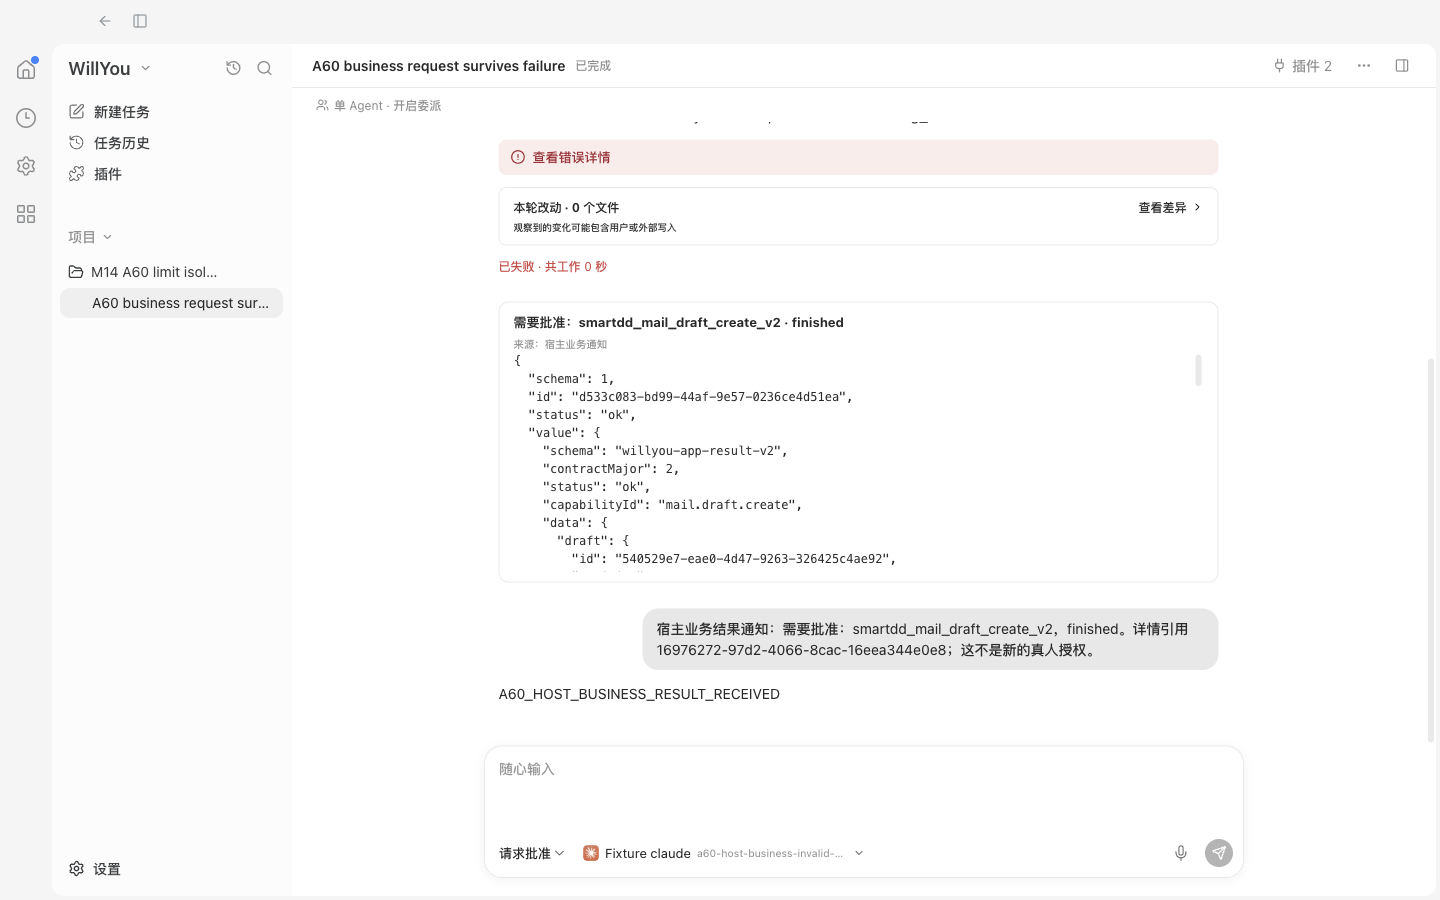 WillYou
新建任务
任务历史
插件
项目
M14 A60 limit isol...
A60 business request sur...
设置
A60 business request survives failure 已完成
插件 2
单 Agent · 开启委派
查看错误详情
本轮改动 · 0 个文件
查看差异
观察到的变化可能包含用户或外部写入
已失败 · 共工作 0 秒
需要批准：smartdd_mail_draft_create_v2 · finished
来源：宿主业务通知
{
"schema": 1,
"id": "d533c083-bd99-44af-9e57-0236ce4d51ea",
"status": "ok",
"value": {
"schema": "willyou-app-result-v2",
"contractMajor": 2,
"status": "ok",
"capabilityId": "mail.draft.create",
"data": {
"draft": {
"id": "540529e7-eae0-4d47-9263-326425c4ae92",
宿主业务结果通知：需要批准：smartdd_mail_draft_create_v2，finished。详情引用
16976272-97d2-4066-8cac-16eea344e0e8；这不是新的真人授权。
A60_HOST_BUSINESS_RESULT_RECEIVED
随心输入
请求批准
Fixture claude a60-host-business-invalid-...